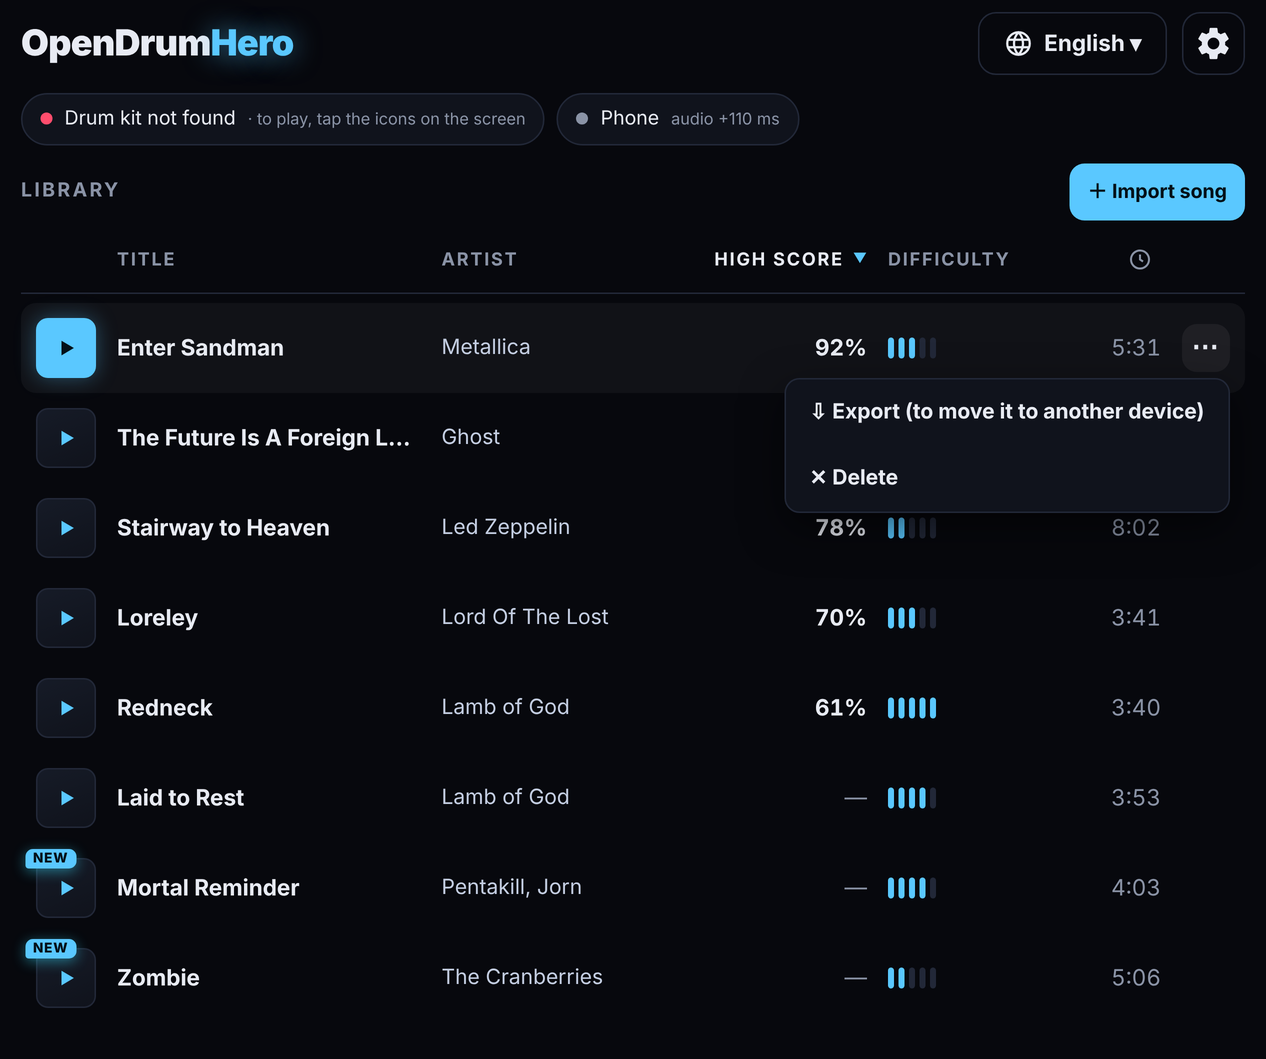 OpenDrumHero
English ▾
Drum kit not found · to play, tap the icons on the screen
Phone audio +110 ms
LIBRARY
+ Import song
TITLE ARTIST HIGH SCORE ▼ DIFFICULTY
Enter Sandman Metallica 92% 5:31 ···
⇩ Export (to move it to another device)
✕ Delete
The Future Is A Foreign L... Ghost
Stairway to Heaven Led Zeppelin 78% 8:02
Loreley Lord Of The Lost 70% 3:41
Redneck Lamb of God 61% 3:40
Laid to Rest Lamb of God — 3:53
NEW
Mortal Reminder Pentakill, Jorn — 4:03
NEW
Zombie The Cranberries — 5:06